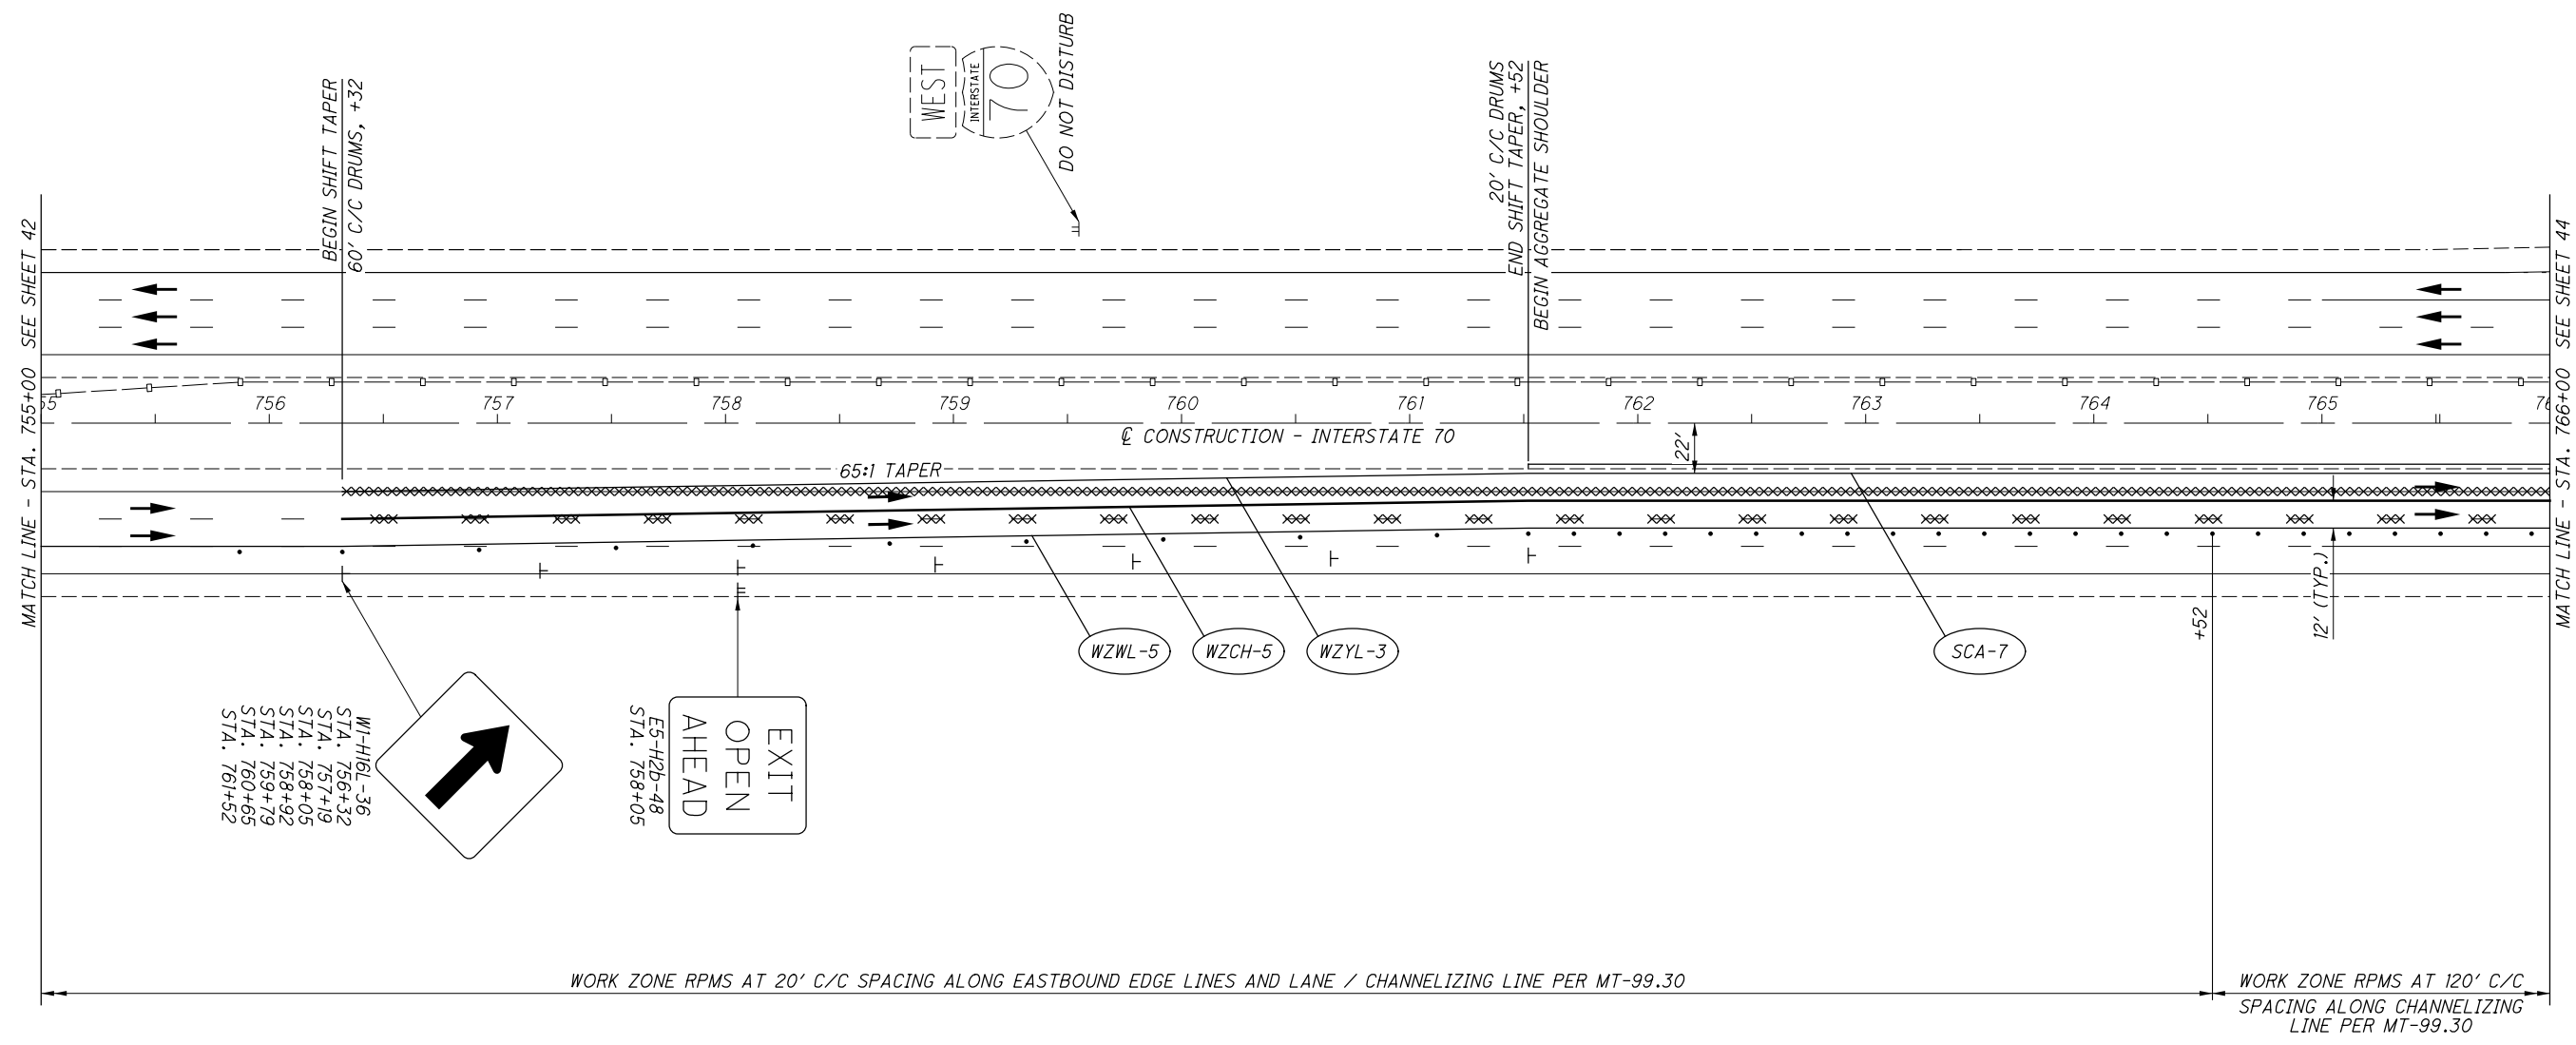 WEST
INTERSTATE
70
DO NOT DISTURB
BEGIN SHIFT TAPER
60' C/C DRUMS, +32
20' C/C DRUMS
END SHIFT TAPER, +52
BEGIN AGGREGATE SHOULDER
MATCH LINE - STA. 755+00 SEE SHEET 42
MATCH LINE - STA. 766+00 SEE SHEET 44
55 756 757 758 759 760 761 762 763 764 765 76
℄ CONSTRUCTION - INTERSTATE 70
22'
65:1 TAPER
12' (TYP.)
+52
WZWL-5
WZCH-5
WZYL-3
SCA-7
W1-H16L-36
STA. 756+32
STA. 757+19
STA. 758+05
STA. 758+92
STA. 759+79
STA. 760+65
STA. 761+52
EXIT
OPEN
AHEAD
E5-H2b-48
STA. 758+05
WORK ZONE RPMS AT 20' C/C SPACING ALONG EASTBOUND EDGE LINES AND LANE / CHANNELIZING LINE PER MT-99.30
WORK ZONE RPMS AT 120' C/C
SPACING ALONG CHANNELIZING
LINE PER MT-99.30